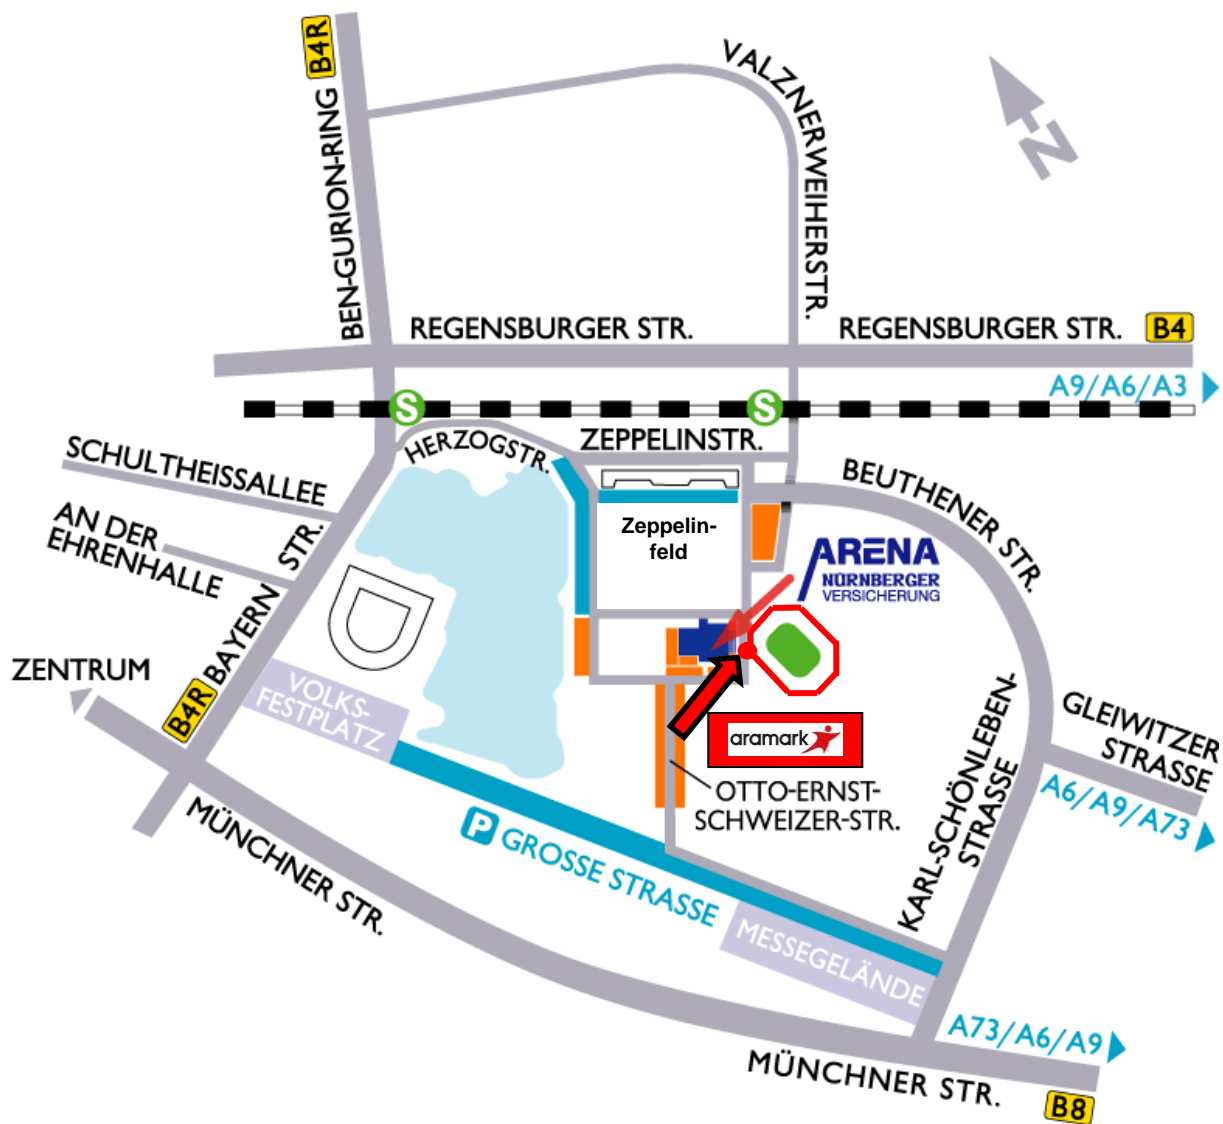 B4R
BEN-GURION-RING
VALZNERWEIHERSTR.
N
REGENSBURGER STR.
REGENSBURGER STR.
B4
A9/A6/A3
S
S
HERZOGSTR.
ZEPPELINSTR.
SCHULTHEISSALLEE
AN DER
EHRENHALLE
BEUTHENER STR.
Zeppelin-
feld
ARENA
NÜRNBERGER
VERSICHERUNG
BAYERN STR.
B4R
ZENTRUM
VOLKS-
FESTPLATZ
aramark
OTTO-ERNST-
SCHWEIZER-STR.
KARL-SCHÖNLEBEN-
STRASSE
GLEIWITZER
STRASSE
A6/A9/A73
P GROSSE STRASSE
MÜNCHNER STR.
MESSEGELÄNDE
A73/A6/A9
MÜNCHNER STR.
B8